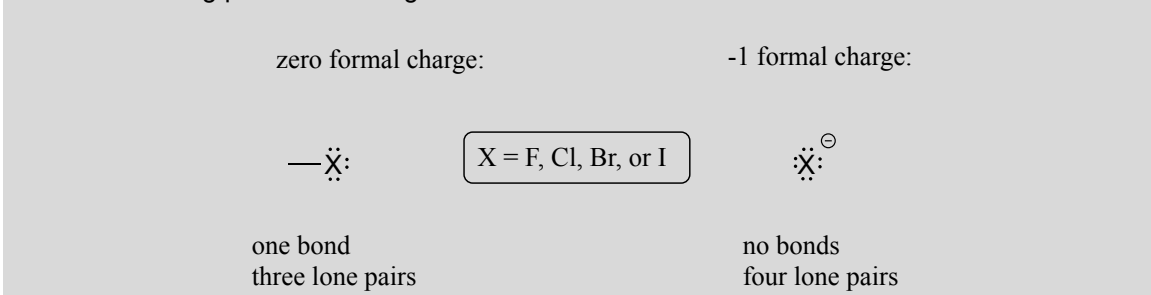 zero formal charge:
-1 formal charge:
—Ẍ:
X = F, Cl, Br, or I
:Ẍ: ⊖
one bond
three lone pairs
no bonds
four lone pairs